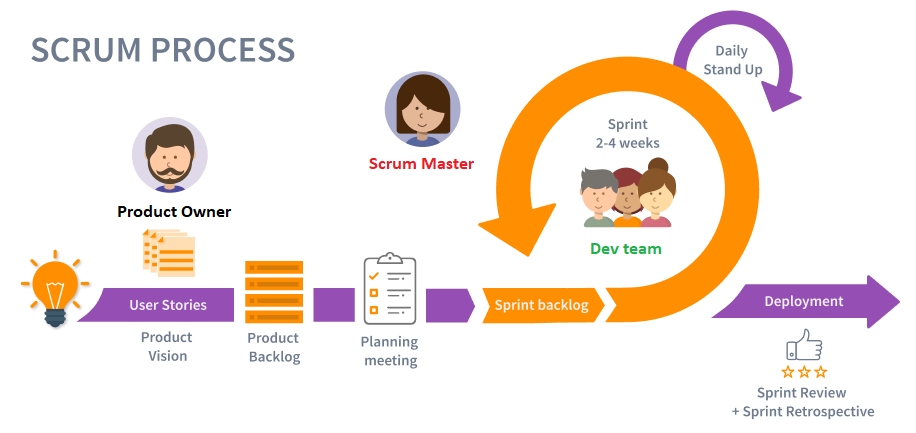 SCRUM PROCESS
Daily
Stand Up
Sprint
2-4 weeks
Scrum Master
Product Owner
Dev team
User Stories
Sprint backlog
Deployment
Product
Vision
Product
Backlog
Planning
meeting
Sprint Review
+ Sprint Retrospective